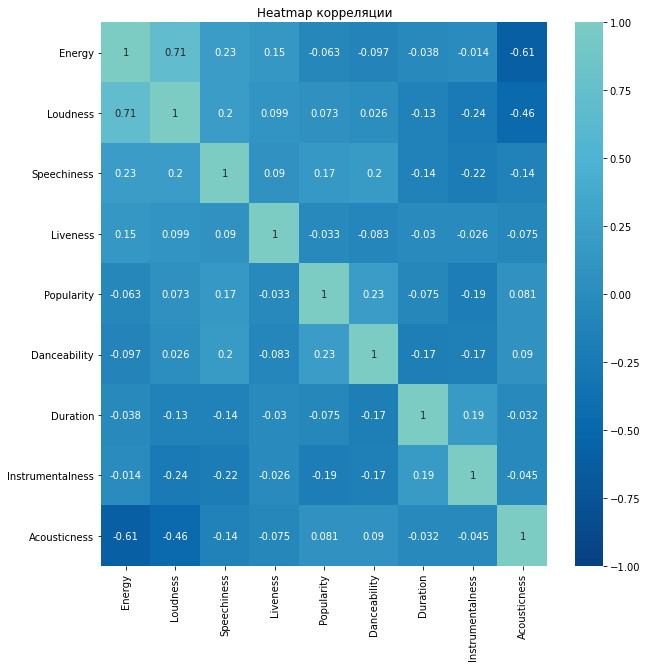 Heatmap корреляции
Energy 1 0.71 0.23 0.15 -0.063 -0.097 -0.038 -0.014 -0.61
Loudness 0.71 1 0.2 0.099 0.073 0.026 -0.13 -0.24 -0.46
Speechiness 0.23 0.2 1 0.09 0.17 0.2 -0.14 -0.22 -0.14
Liveness 0.15 0.099 0.09 1 -0.033 -0.083 -0.03 -0.026 -0.075
Popularity -0.063 0.073 0.17 -0.033 1 0.23 -0.075 -0.19 0.081
Danceability -0.097 0.026 0.2 -0.083 0.23 1 -0.17 -0.17 0.09
Duration -0.038 -0.13 -0.14 -0.03 -0.075 -0.17 1 0.19 -0.032
Instrumentalness -0.014 -0.24 -0.22 -0.026 -0.19 -0.17 0.19 1 -0.045
Acousticness -0.61 -0.46 -0.14 -0.075 0.081 0.09 -0.032 -0.045 1
Energy
Loudness
Speechiness
Liveness
Popularity
Danceability
Duration
Instrumentalness
Acousticness
1.00
0.75
0.50
0.25
0.00
-0.25
-0.50
-0.75
-1.00